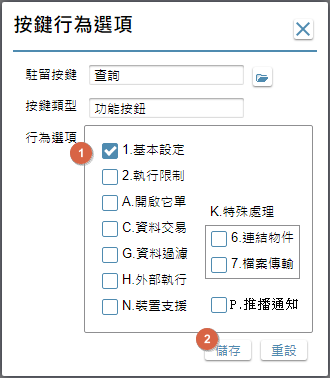 按鍵行為選項
駐留按鍵 查詢
按鍵類型 功能按鈕
行為選項
1 1.基本設定
2.執行限制
A.開啟它單
C.資料交易
G.資料過濾
H.外部執行
N.裝置支援
K.特殊處理
6.連結物件
7.檔案傳輸
P.推播通知
2
儲存 重設